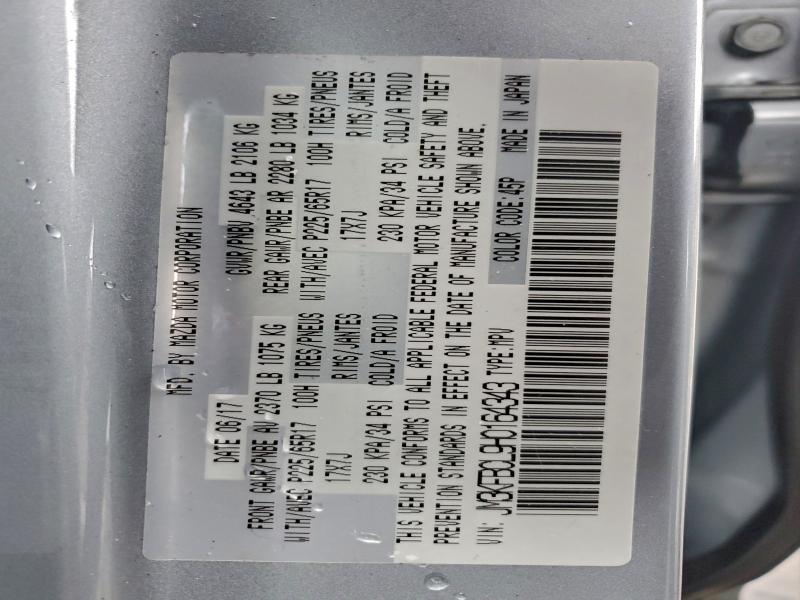 MFD. BY MAZDA MOTOR CORPORATION
DATE 06/17 GVWR/PNBV 4643 LB 2106 KG
FRONT GAWR/PNBE AV 2370 LB 1075 KG REAR GAWR/PNBE AR 2280 LB 1034 KG
WITH/AVEC P225/65R17 100H TIRES/PNEUS WITH/AVEC P225/65R17 100H TIRES/PNEUS
17X7J RIMS/JANTES 17X7J RIMS/JANTES
230 KPA/34 PSI COLD/A FROID 230 KPA/34 PSI COLD/A FROID
THIS VEHICLE CONFORMS TO ALL APPLICABLE FEDERAL MOTOR VEHICLE SAFETY AND THEFT
PREVENTION STANDARDS IN EFFECT ON THE DATE OF MANUFACTURE SHOWN ABOVE.
VIN: JM3KFBCL9H0164343 TYPE:MPV COLOR CODE:45P MADE IN JAPAN